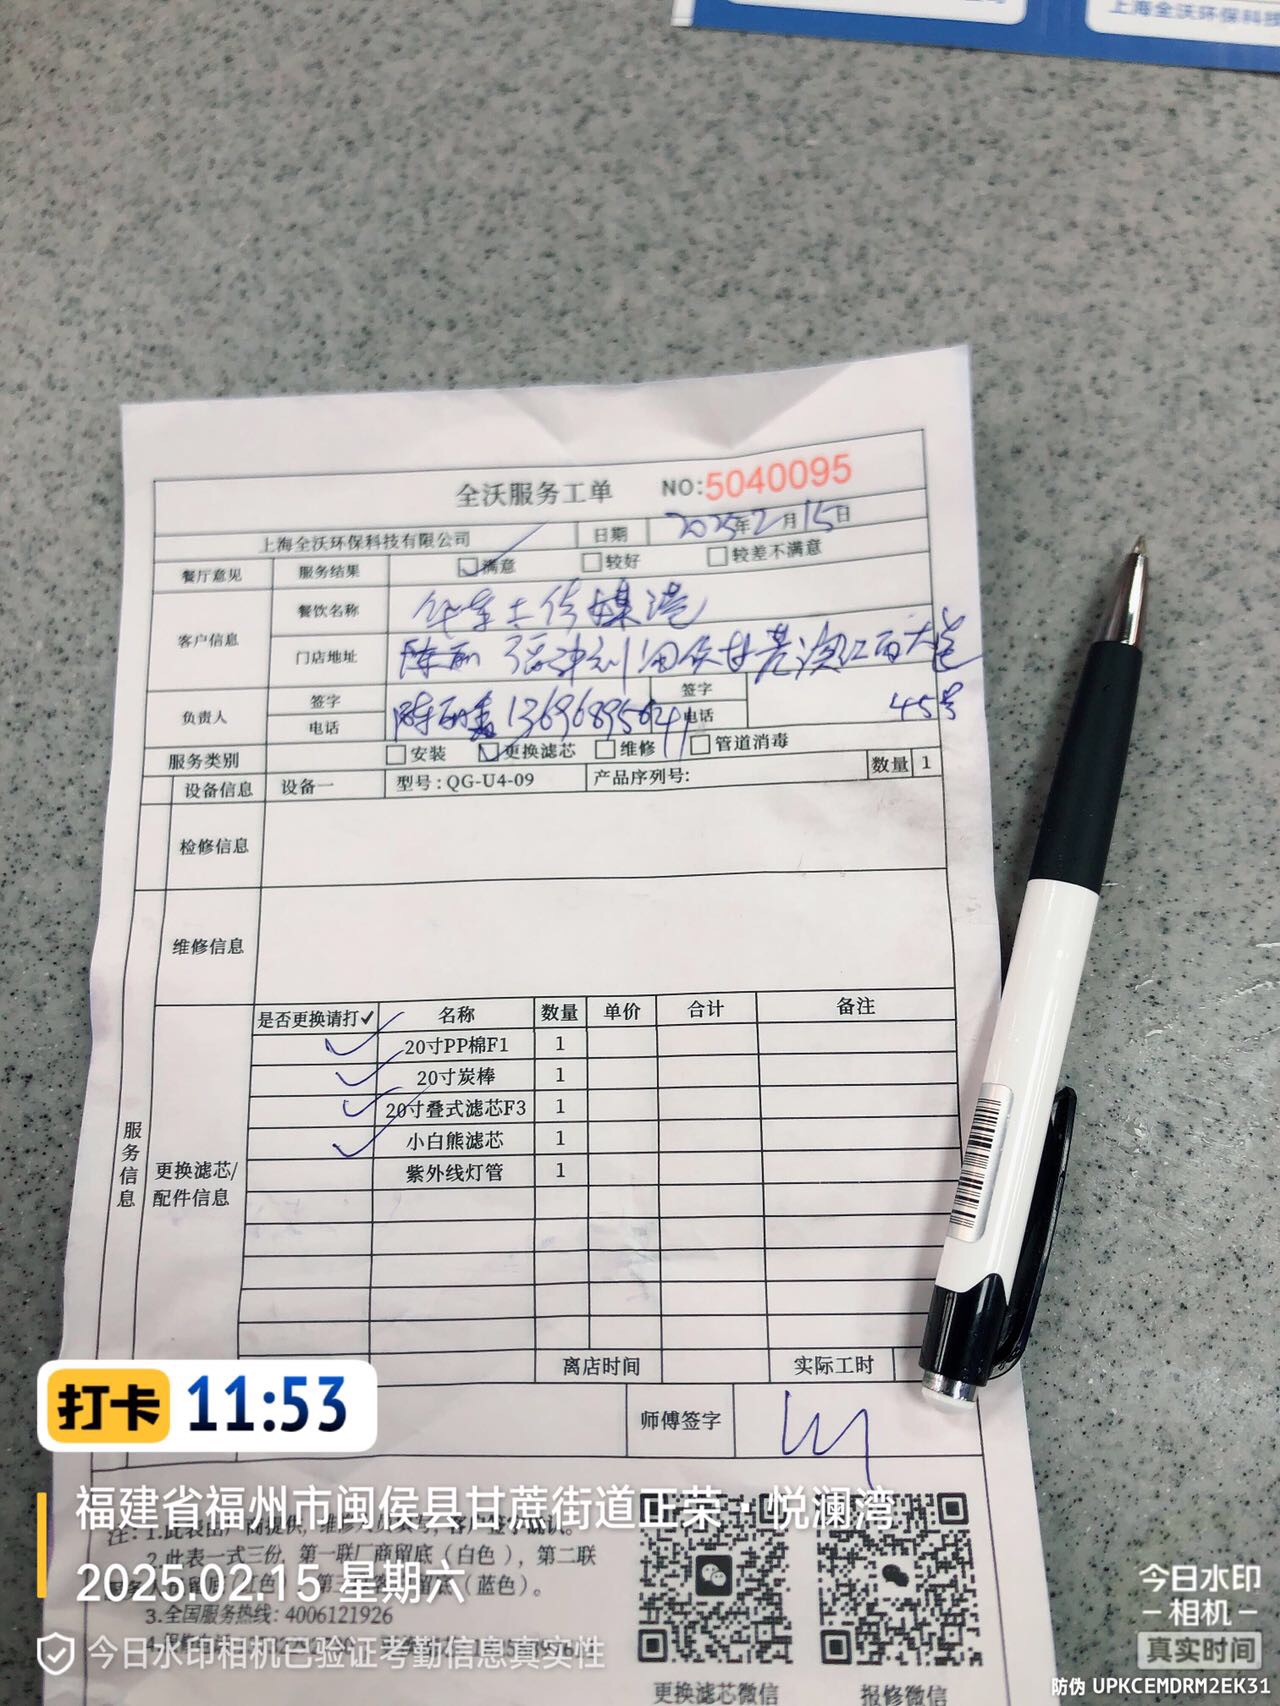 上海全沃环保科技
全沃服务工单 NO:5040095
上海全沃环保科技有限公司 日期 2025年2月15日
餐厅意见 服务结果 满意 较好 较差不满意
客户信息 餐饮名称 传媒港
门店地址
45号
负责人 签字 签字
电话 电话
服务类别 安装 更换滤芯 维修 管道消毒
设备信息 设备一 型号:QG-U4-09 产品序列号: 数量 1
检修信息
维修信息
服务信息
更换滤芯/配件信息
是否更换请打✓ 名称 数量 单价 合计 备注
✓ 20寸PP棉F1 1
✓ 20寸炭棒 1
✓ 20寸叠式滤芯F3 1
✓ 小白熊滤芯 1
紫外线灯管 1
离店时间 实际工时
师傅签字
打卡 11:53
福建省福州市闽侯县甘蔗街道正荣·悦澜湾
2.此表一式三份，第一联厂商留底（白色），第二联
2025.02.15 星期六
留底（蓝色）。
3.全国服务热线：4006121926
今日水印相机已验证考勤信息真实性
更换滤芯微信 报修微信
今日水印
相机
真实时间
防伪 UPKCEMDRM2EK31